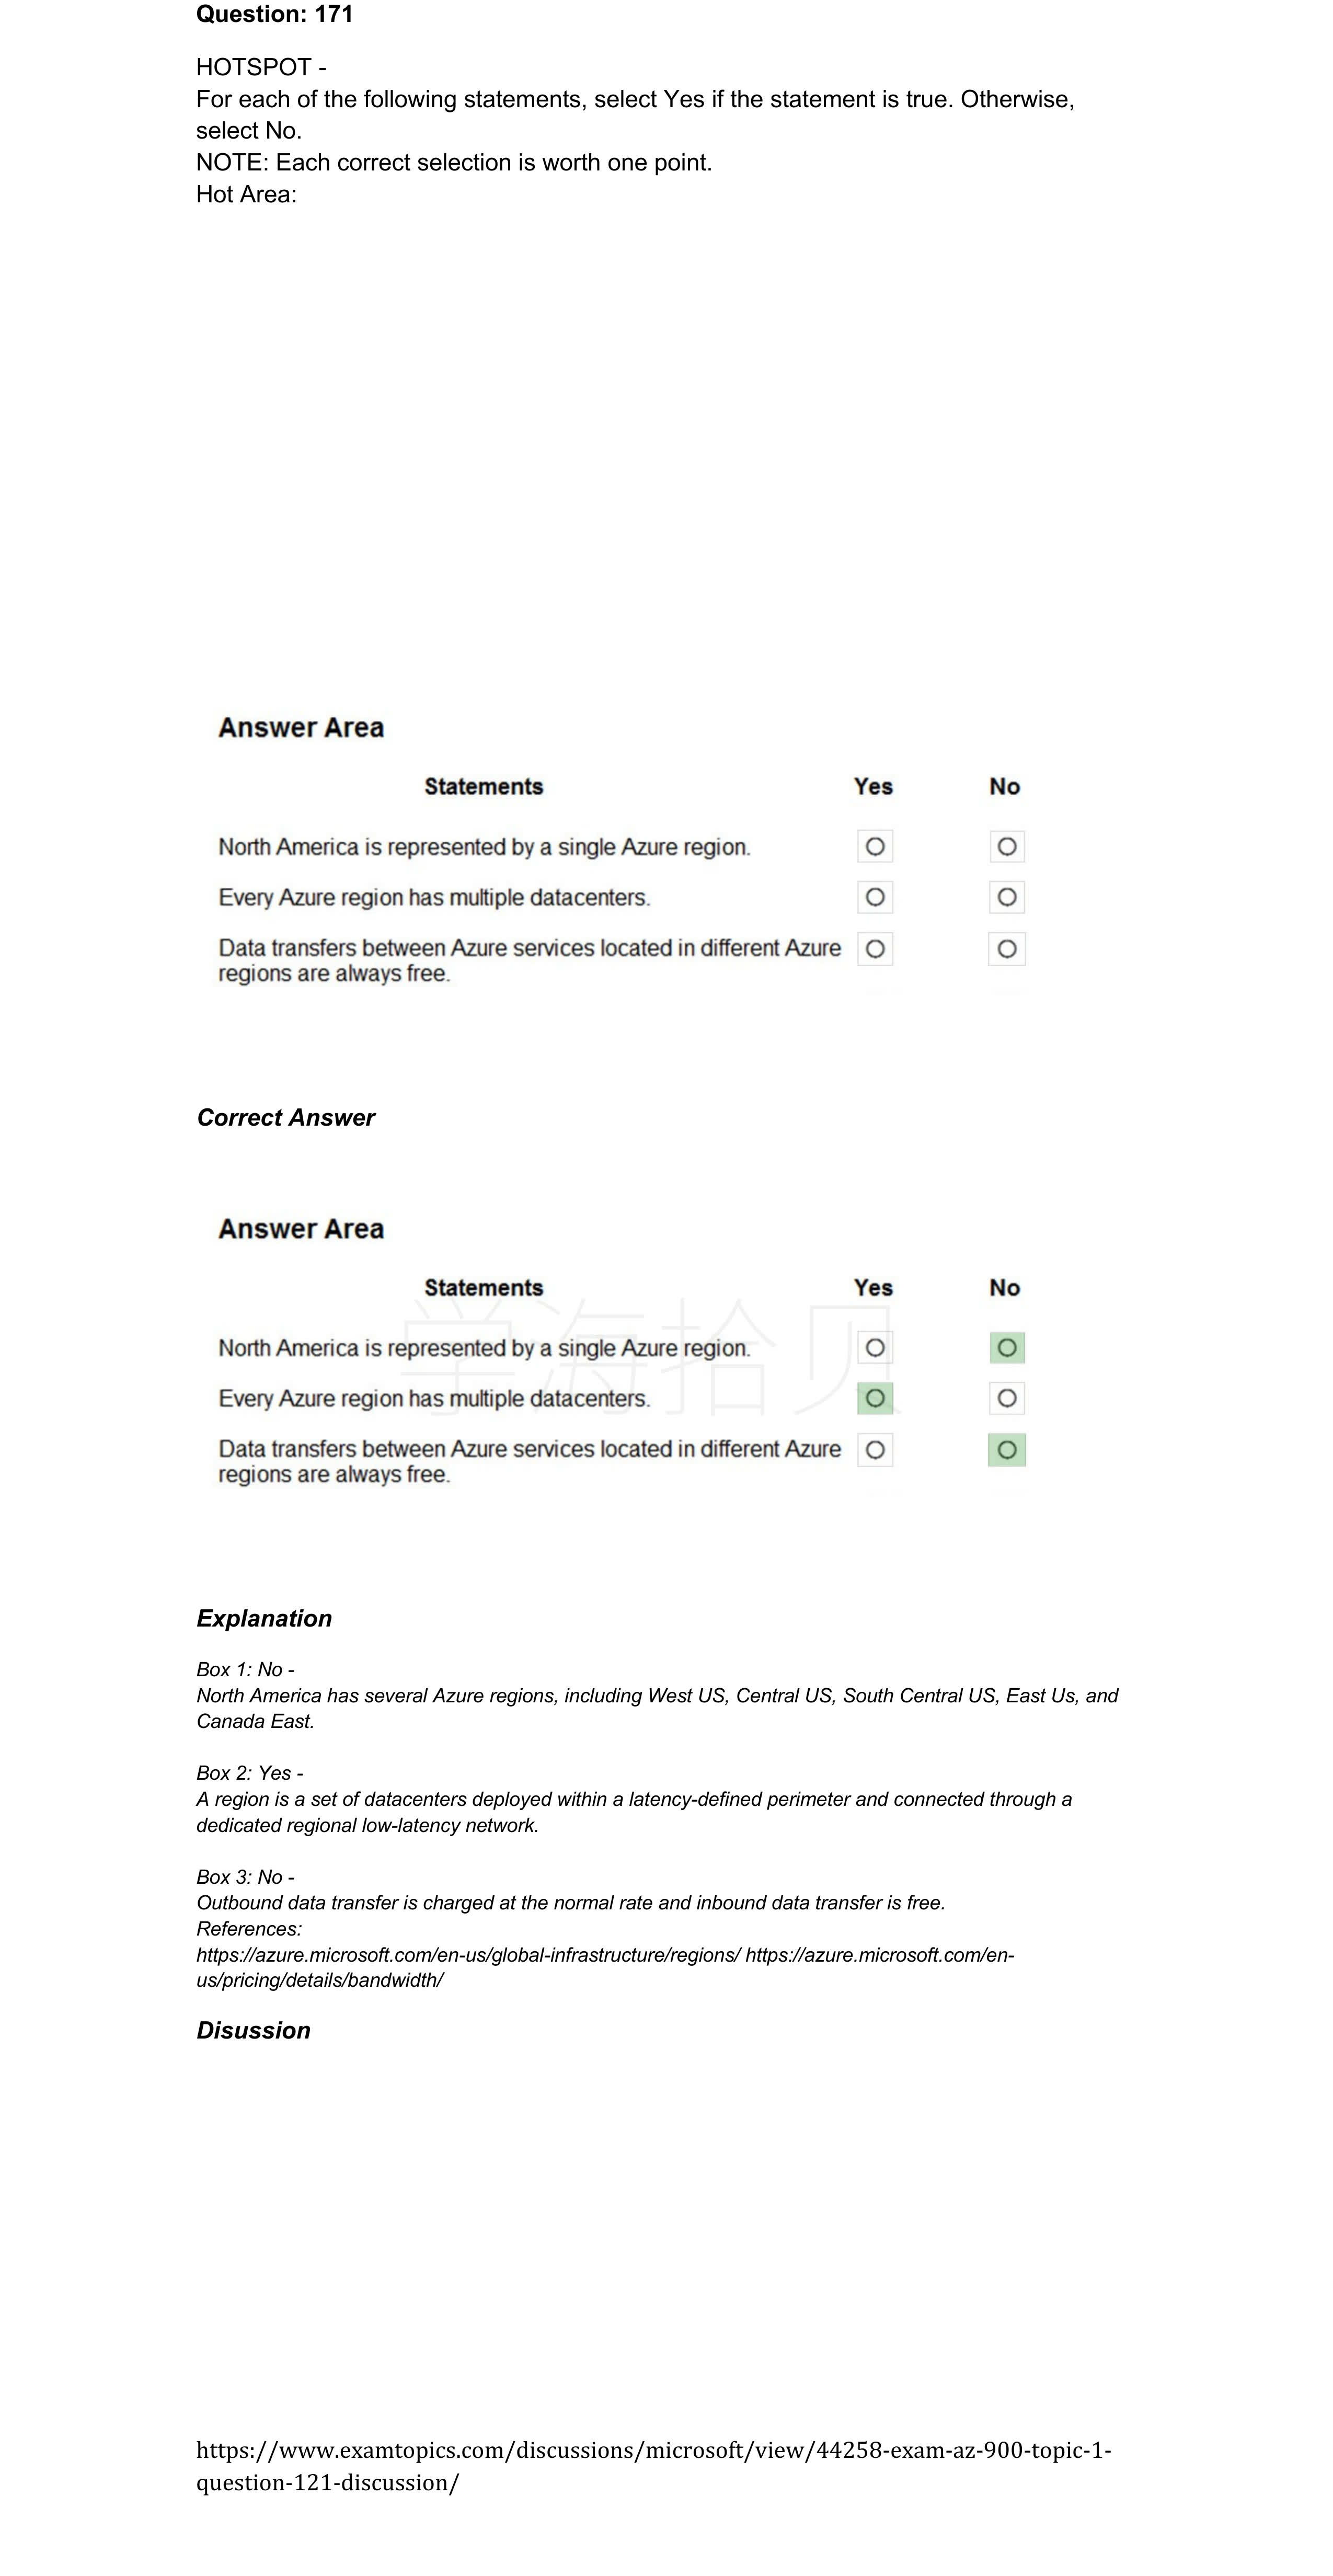 Question: 171
HOTSPOT -
For each of the following statements, select Yes if the statement is true. Otherwise,
select No.
NOTE: Each correct selection is worth one point.
Hot Area:
Answer Area
Statements Yes No
North America is represented by a single Azure region.
Every Azure region has multiple datacenters.
Data transfers between Azure services located in different Azure
regions are always free.
Correct Answer
Answer Area
Statements Yes No
学海拾贝
North America is represented by a single Azure region.
Every Azure region has multiple datacenters.
Data transfers between Azure services located in different Azure
regions are always free.
Explanation
Box 1: No -
North America has several Azure regions, including West US, Central US, South Central US, East Us, and
Canada East.
Box 2: Yes -
A region is a set of datacenters deployed within a latency-defined perimeter and connected through a
dedicated regional low-latency network.
Box 3: No -
Outbound data transfer is charged at the normal rate and inbound data transfer is free.
References:
https://azure.microsoft.com/en-us/global-infrastructure/regions/ https://azure.microsoft.com/en-
us/pricing/details/bandwidth/
Disussion
https://www.examtopics.com/discussions/microsoft/view/44258-exam-az-900-topic-1-
question-121-discussion/